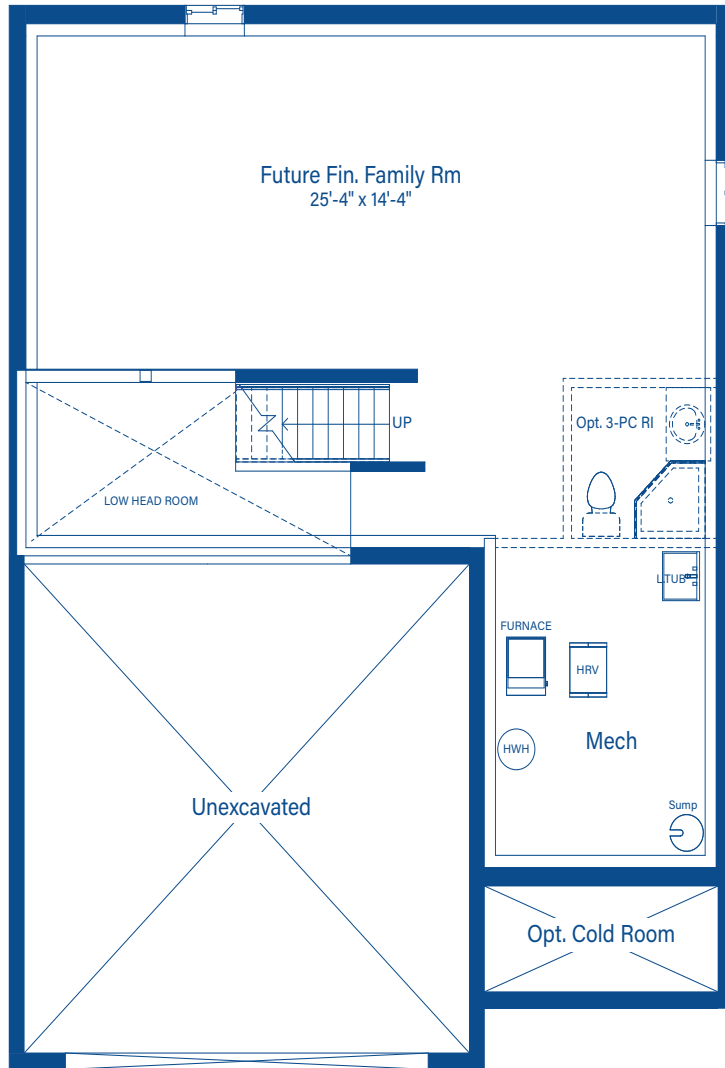 Future Fin. Family Rm
25'-4" x 14'-4"
UP
Opt. 3-PC RI
LOW HEAD ROOM
L.TUB
FURNACE
HRV
Mech
HWH
Unexcavated
Sump
Opt. Cold Room